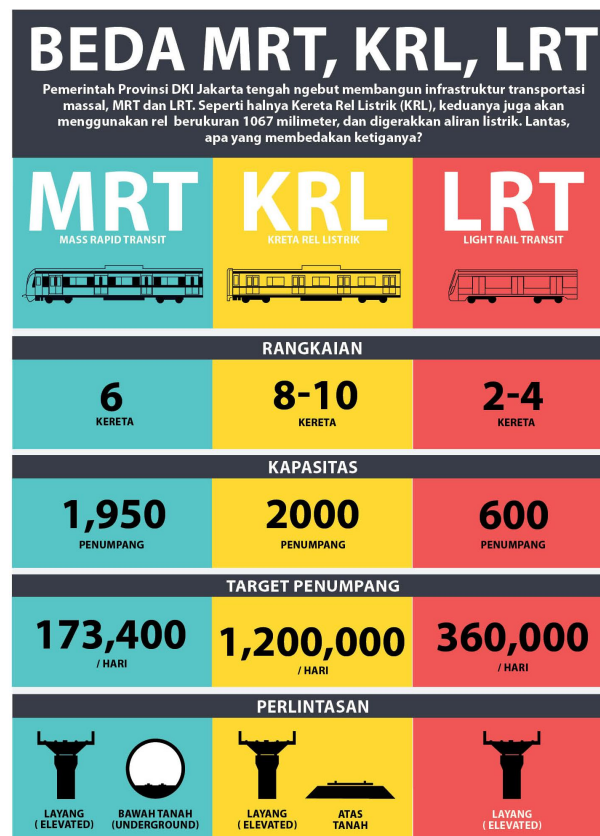 BEDA MRT, KRL, LRT
Pemerintah Provinsi DKI Jakarta tengah ngebut membangun infrastruktur transportasi
massal, MRT dan LRT. Seperti halnya Kereta Rel Listrik (KRL), keduanya juga akan
menggunakan rel berukuran 1067 milimeter, dan digerakkan aliran listrik. Lantas,
apa yang membedakan ketiganya?
MRT
MASS RAPID TRANSIT
KRL
KRETA REL LISTRIK
LRT
LIGHT RAIL TRANSIT
RANGKAIAN
6
KERETA
8-10
KERETA
2-4
KERETA
KAPASITAS
1,950
PENUMPANG
2000
PENUMPANG
600
PENUMPANG
TARGET PENUMPANG
173,400
/ HARI
1,200,000
/ HARI
360,000
/ HARI
PERLINTASAN
LAYANG
( ELEVATED)
BAWAH TANAH
(UNDERGROUND)
LAYANG
( ELEVATED)
ATAS
TANAH
LAYANG
( ELEVATED)